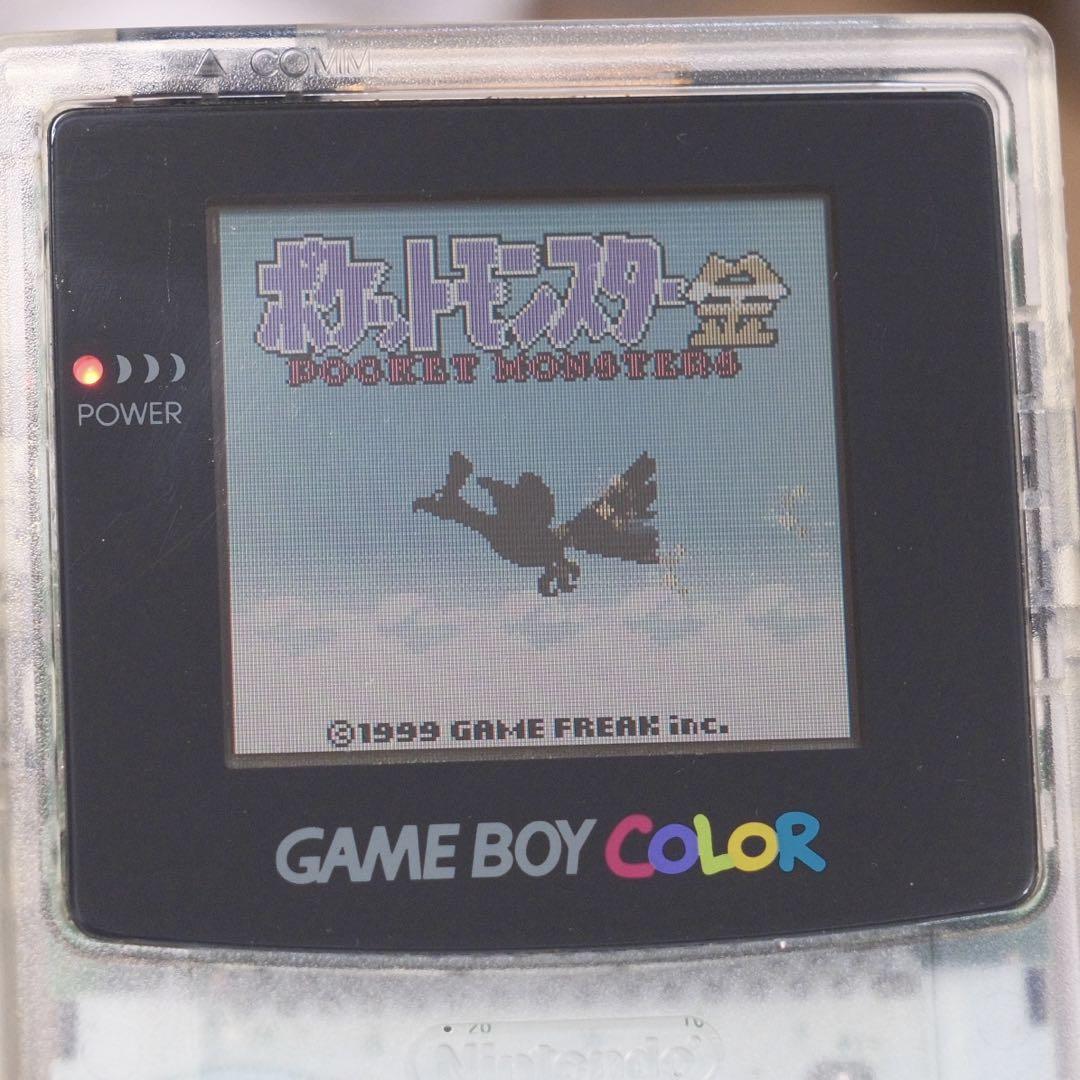 COMM
ポケットモンスター金
POCKET MONSTERS
POWER
©1999 GAME FREAK inc.
GAME BOY COLOR
Nintendo